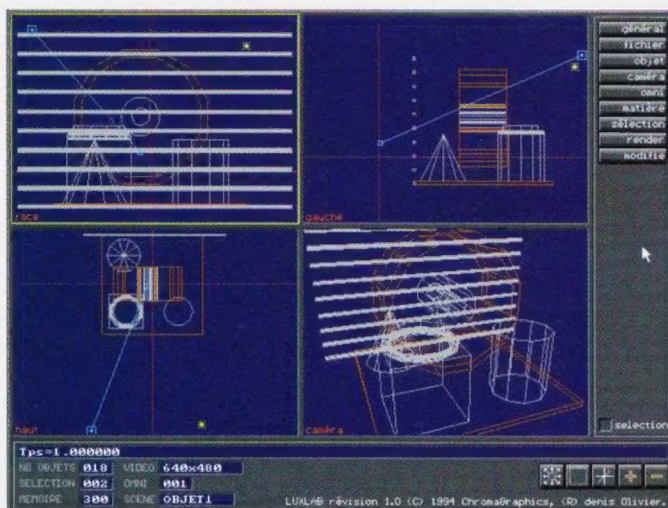 général
fichier
objet
caméra
omni
matière
sélection
render
modifie
face
gauche
haut
caméra
selection
Tps=1.000000
NB OBJETS 018 VIDEO 640x480
SELECTION 002 OMNI 001
MEMOIRE 300 SCENE OBJET1
LUXLAB révision 1.0 (C) 1994 ChromaGraphics, (R) denis Olivier.